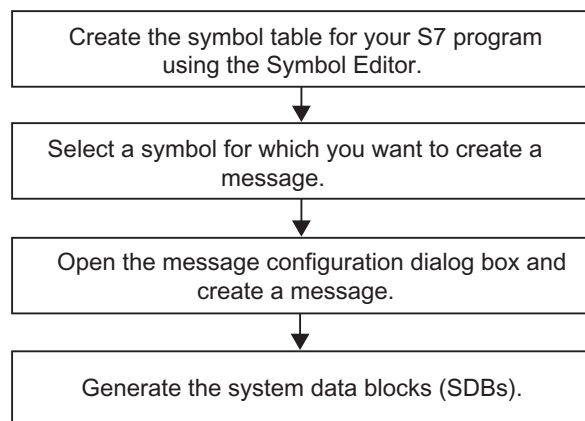 Create the symbol table for your S7 program
using the Symbol Editor.
Select a symbol for which you want to create a
message.
Open the message configuration dialog box and
create a message.
Generate the system data blocks (SDBs).